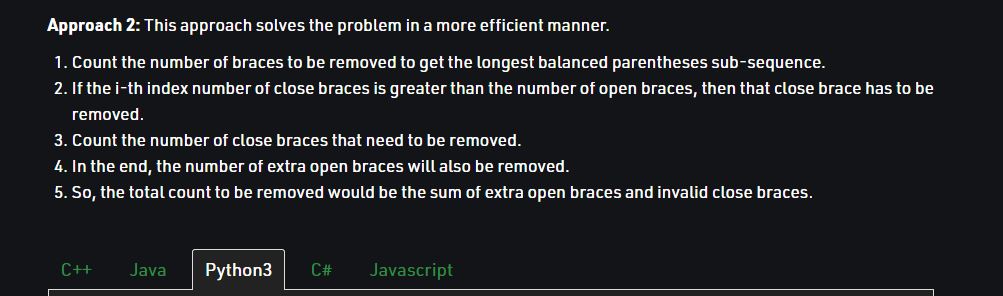 Approach 2: This approach solves the problem in a more efficient manner.
1. Count the number of braces to be removed to get the longest balanced parentheses sub-sequence.
2. If the i-th index number of close braces is greater than the number of open braces, then that close brace has to be
removed.
3. Count the number of close braces that need to be removed.
4. In the end, the number of extra open braces will also be removed.
5. So, the total count to be removed would be the sum of extra open braces and invalid close braces.
C++ Java Python3 C# Javascript